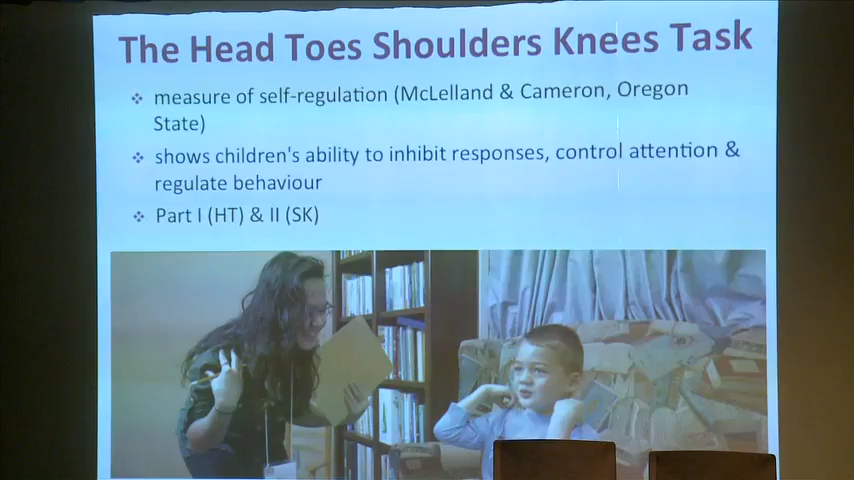 The Head Toes Shoulders Knees Task
❖ measure of self-regulation (McLelland & Cameron, Oregon
State)
❖ shows children's ability to inhibit responses, control attention &
regulate behaviour
❖ Part I (HT) & II (SK)